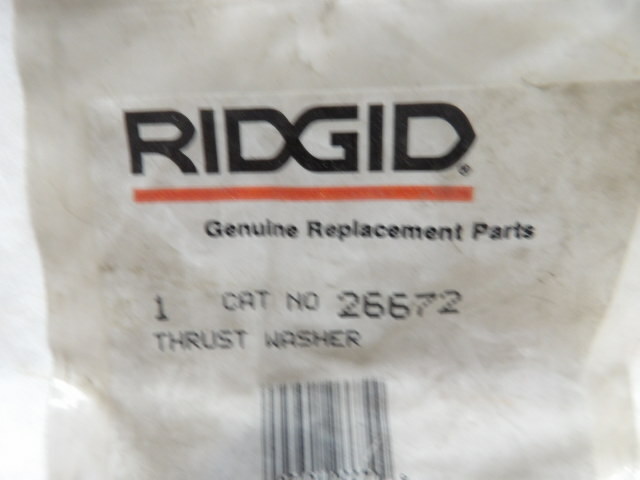 RIDGID®
Genuine Replacement Parts
1 CAT NO 26672
THRUST WASHER